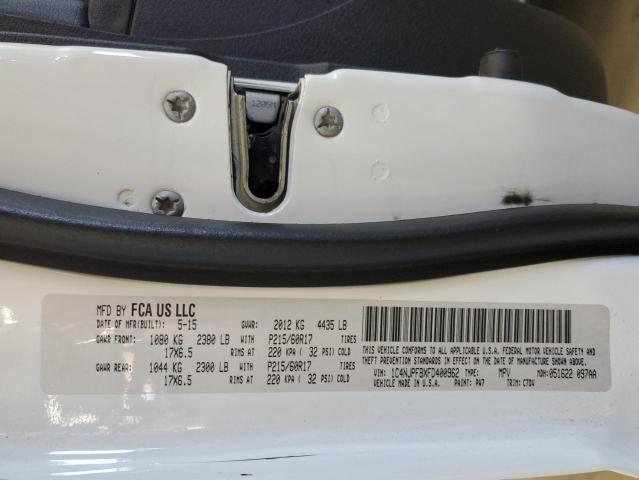 1205M
MFD BY FCA US LLC
DATE OF MFR(BUILT): 5-15 GVWR: 2012 KG 4435 LB
GAWR FRONT: 1080 KG 2380 LB WITH P215/60R17 TIRES
17X6.5 RIMS AT 220 KPA ( 32 PSI) COLD
GAWR REAR: 1044 KG 2300 LB WITH P215/60R17 TIRES
17X6.5 RIMS AT 220 KPA ( 32 PSI) COLD
THIS VEHICLE CONFORMS TO ALL APPLICABLE U.S.A. FEDERAL MOTOR VEHICLE SAFETY AND
THEFT PREVENTION STANDARDS IN EFFECT ON THE DATE OF MANUFACTURE SHOWN ABOVE.
VIN: 1C4NJPFBXFD400962 TYPE: MPV MDH: 051622 097AA
VEHICLE MADE IN U.S.A. PAINT: PW7 TRIM: C7DV